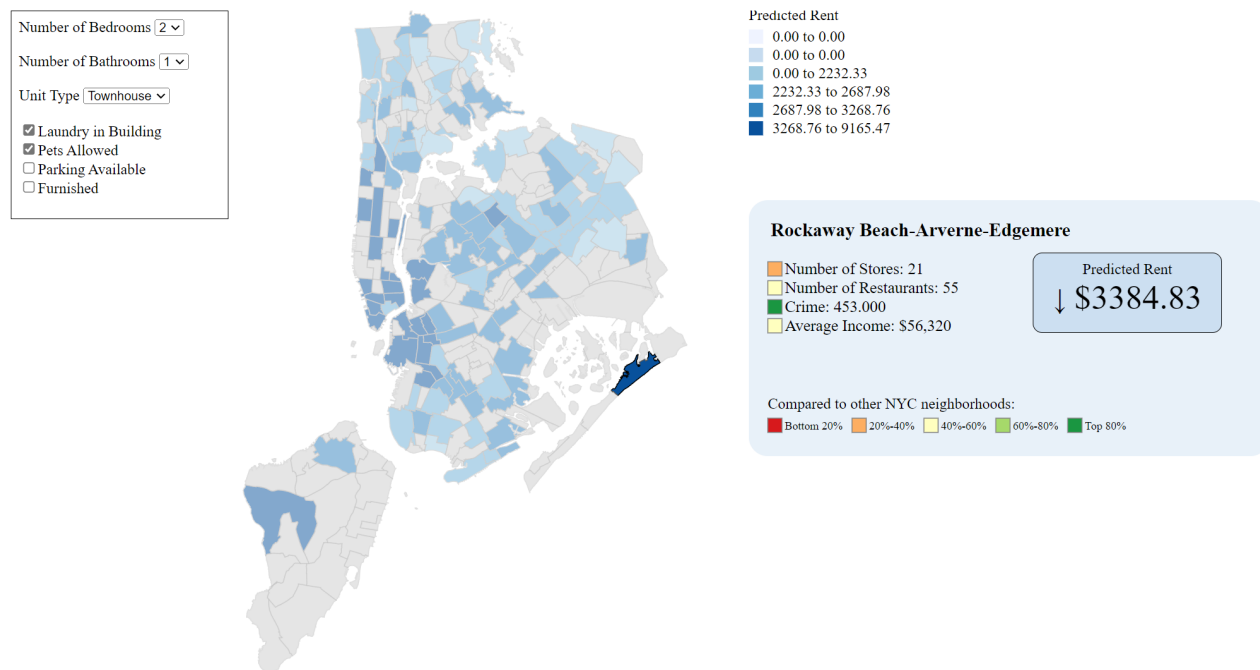 Number of Bedrooms 2
Number of Bathrooms 1
Unit Type Townhouse
Laundry in Building
Pets Allowed
Parking Available
Furnished
Predicted Rent
0.00 to 0.00
0.00 to 0.00
0.00 to 2232.33
2232.33 to 2687.98
2687.98 to 3268.76
3268.76 to 9165.47
Rockaway Beach-Arverne-Edgemere
Number of Stores: 21
Number of Restaurants: 55
Crime: 453.000
Average Income: $56,320
Predicted Rent
↓ $3384.83
Compared to other NYC neighborhoods:
Bottom 20% 20%-40% 40%-60% 60%-80% Top 80%